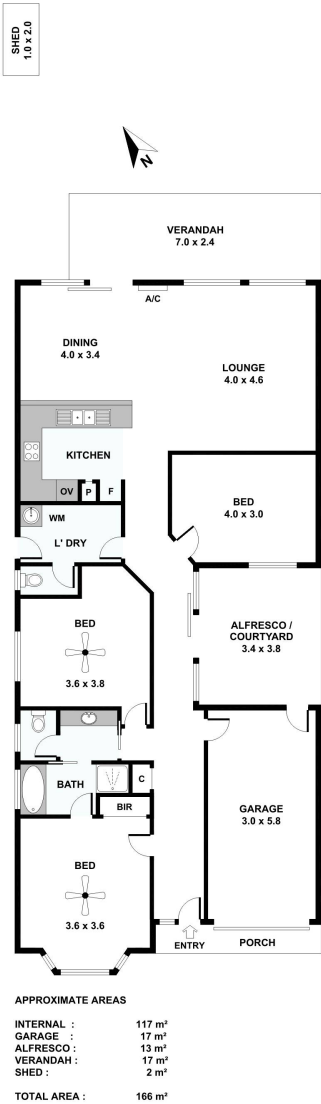 SHED
1.0 x 2.0
N
VERANDAH
7.0 x 2.4
A/C
DINING
4.0 x 3.4
LOUNGE
4.0 x 4.6
KITCHEN
OV
P
F
BED
4.0 x 3.0
WM
L' DRY
BED
3.6 x 3.8
ALFRESCO /
COURTYARD
3.4 x 3.8
BATH
C
BIR
GARAGE
3.0 x 5.8
BED
3.6 x 3.6
ENTRY
PORCH
APPROXIMATE AREAS
INTERNAL : 117 m²
GARAGE : 17 m²
ALFRESCO : 13 m²
VERANDAH : 17 m²
SHED : 2 m²
TOTAL AREA : 166 m²